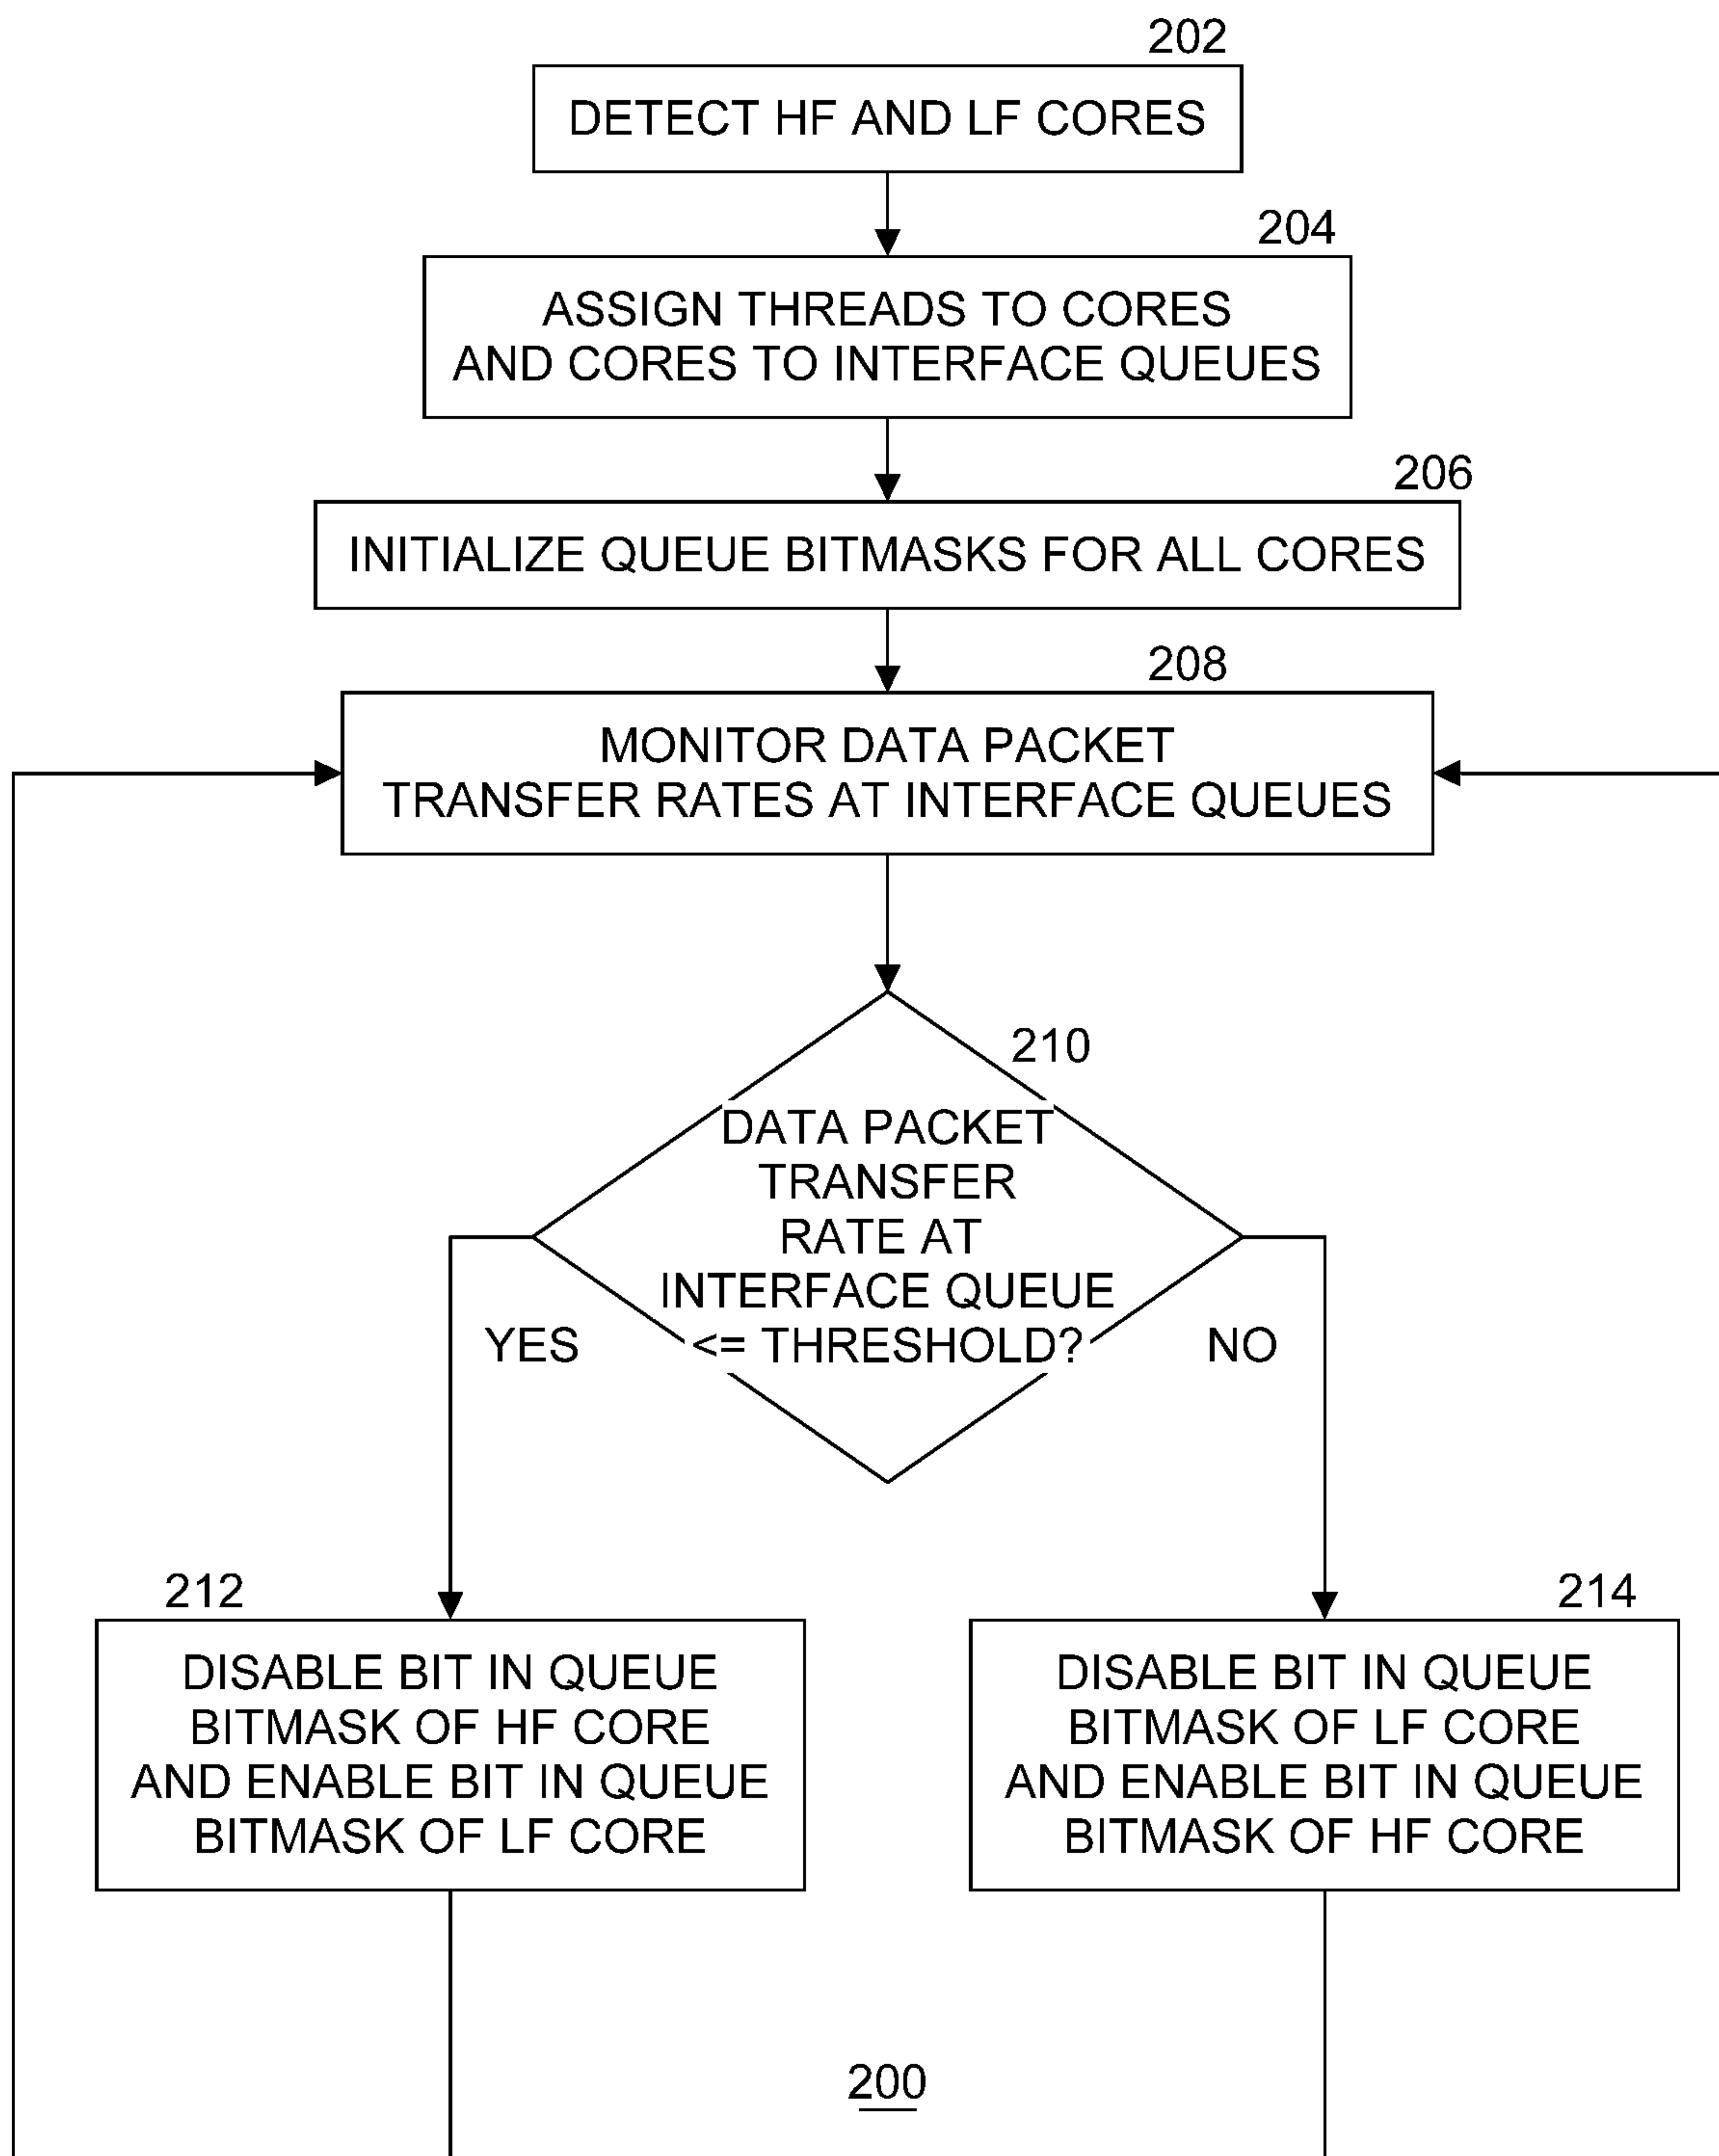 202
DETECT HF AND LF CORES
204
ASSIGN THREADS TO CORES
AND CORES TO INTERFACE QUEUES
206
INITIALIZE QUEUE BITMASKS FOR ALL CORES
208
MONITOR DATA PACKET
TRANSFER RATES AT INTERFACE QUEUES
210
DATA PACKET
TRANSFER
RATE AT
INTERFACE QUEUE
<= THRESHOLD?
YES
NO
212
DISABLE BIT IN QUEUE
BITMASK OF HF CORE
AND ENABLE BIT IN QUEUE
BITMASK OF LF CORE
214
DISABLE BIT IN QUEUE
BITMASK OF LF CORE
AND ENABLE BIT IN QUEUE
BITMASK OF HF CORE
200